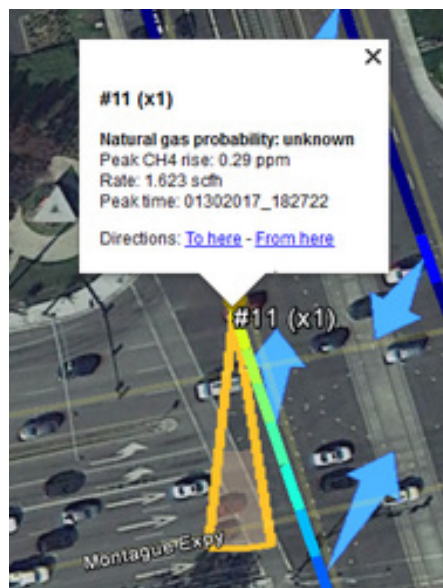 #11 (x1)
Natural gas probability: unknown
Peak CH4 rise: 0.29 ppm
Rate: 1.623 scfh
Peak time: 01302017_182722
Directions: To here - From here
#11 (x1)
Montague Expy